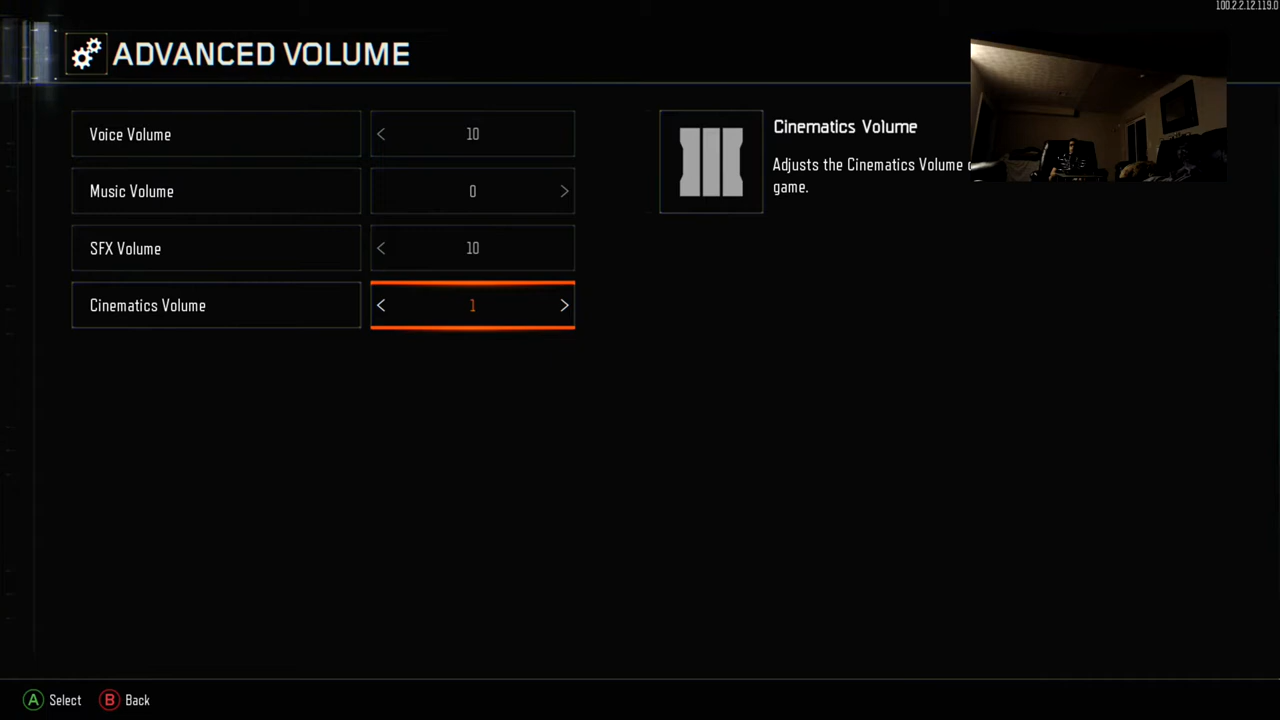 100.2.2.12.119.0
ADVANCED VOLUME
Voice Volume < 10
Music Volume 0 >
SFX Volume < 10
Cinematics Volume < 1 >
Cinematics Volume
Adjusts the Cinematics Volume
game.
A Select B Back